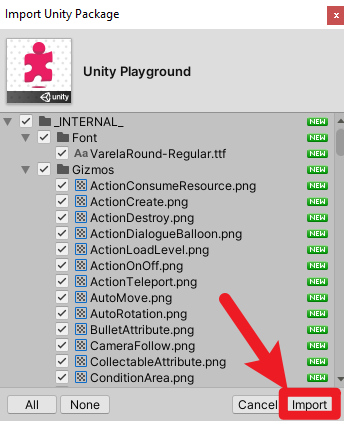 Import Unity Package
x
unity
Unity Playground
_INTERNAL_ NEW
Font NEW
Aa VarelaRound-Regular.ttf NEW
Gizmos NEW
ActionConsumeResource.png NEW
ActionCreate.png NEW
ActionDestroy.png NEW
ActionDialogueBalloon.png NEW
ActionLoadLevel.png NEW
ActionOnOff.png NEW
ActionTeleport.png NEW
AutoMove.png NEW
AutoRotation.png NEW
BulletAttribute.png NEW
CameraFollow.png NEW
CollectableAttribute.png NEW
ConditionArea.png NEW
All None Cancel Import